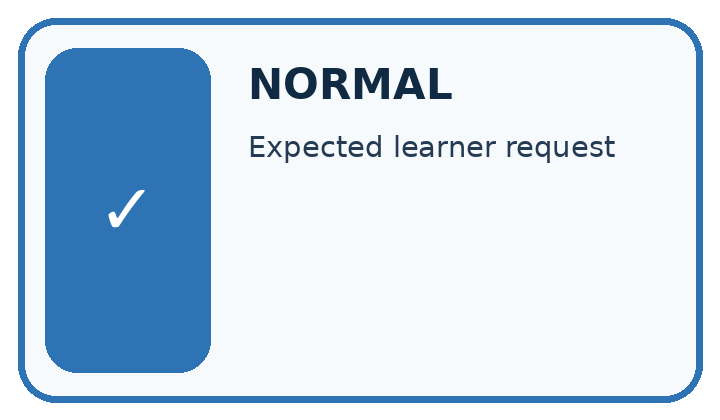 ✓
NORMAL
Expected learner request